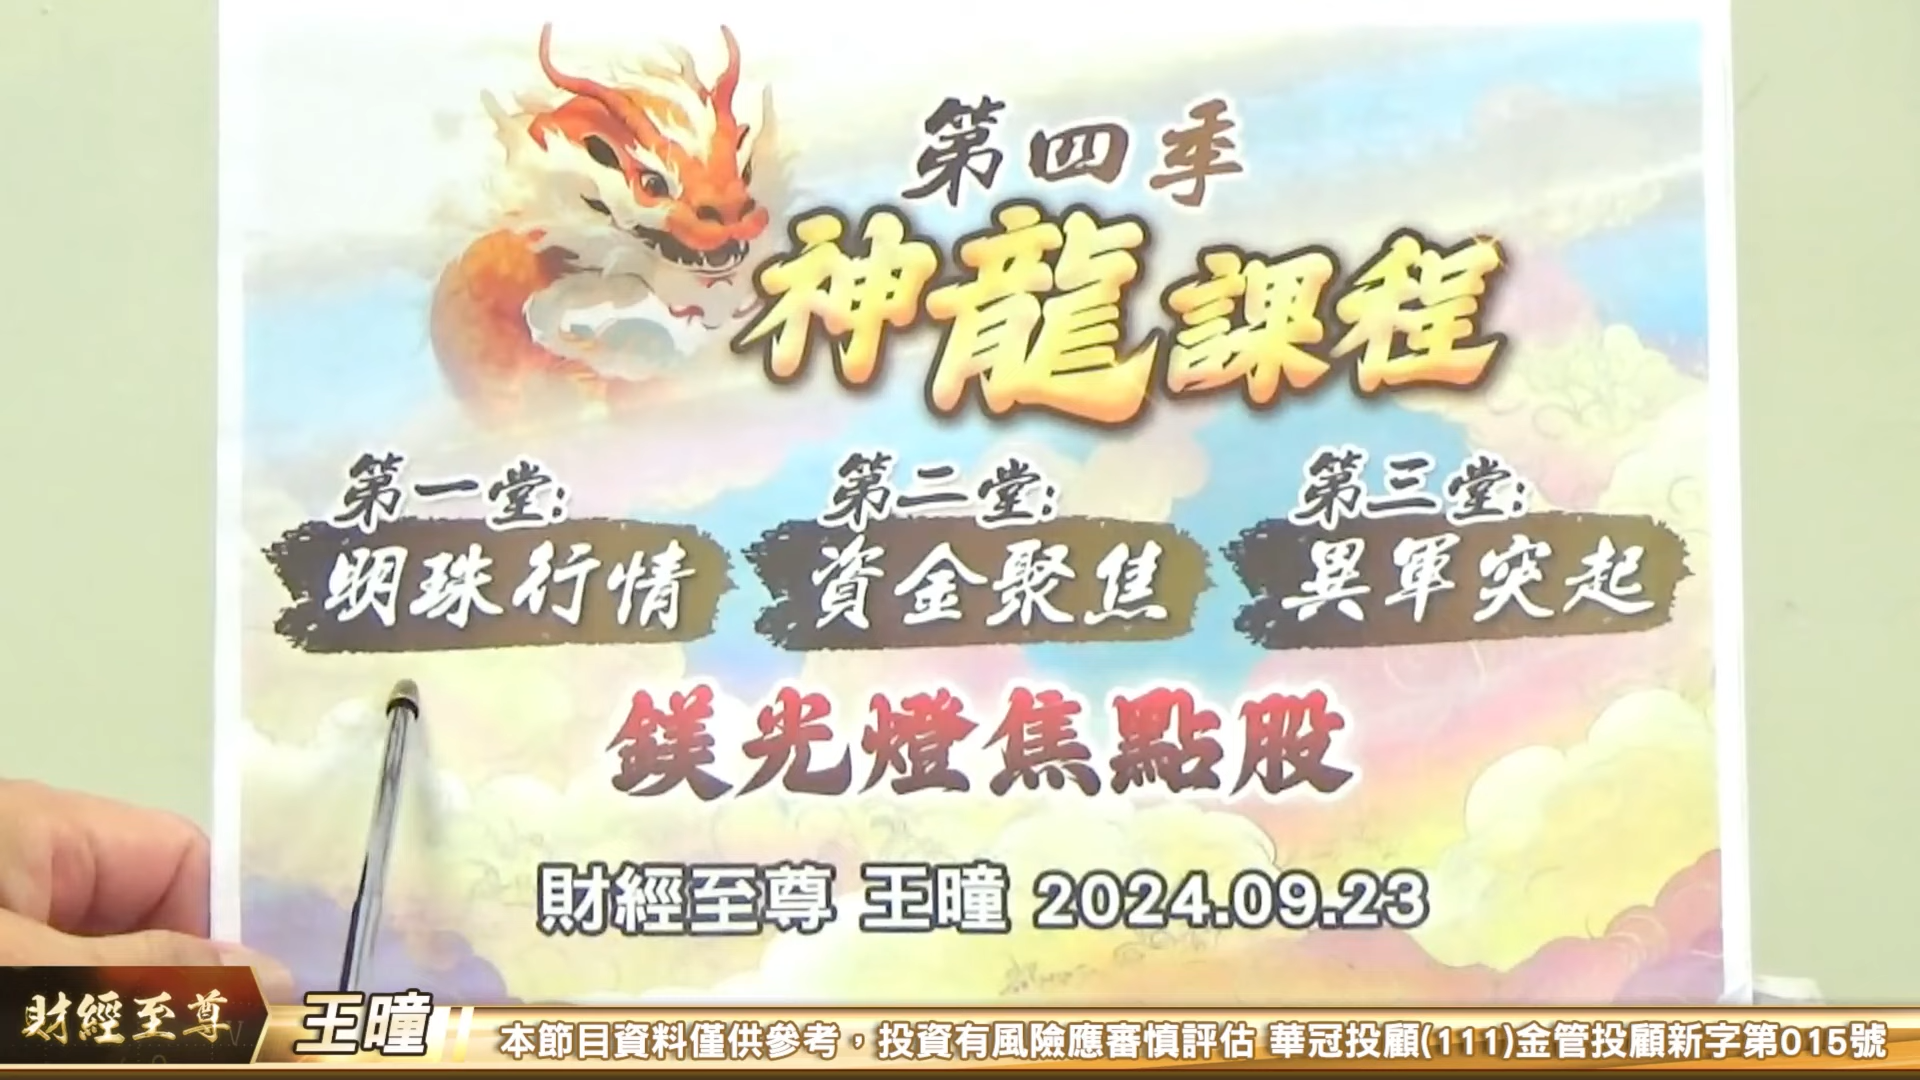 第四季
神龍課程
第一堂:
明珠行情
第二堂:
資金聚焦
第三堂:
異軍突起
鎂光燈焦點股
財經至尊 王曈 2024.09.23
財經至尊
王曈
本節目資料僅供參考，投資有風險應審慎評估 華冠投顧(111)金管投顧新字第015號